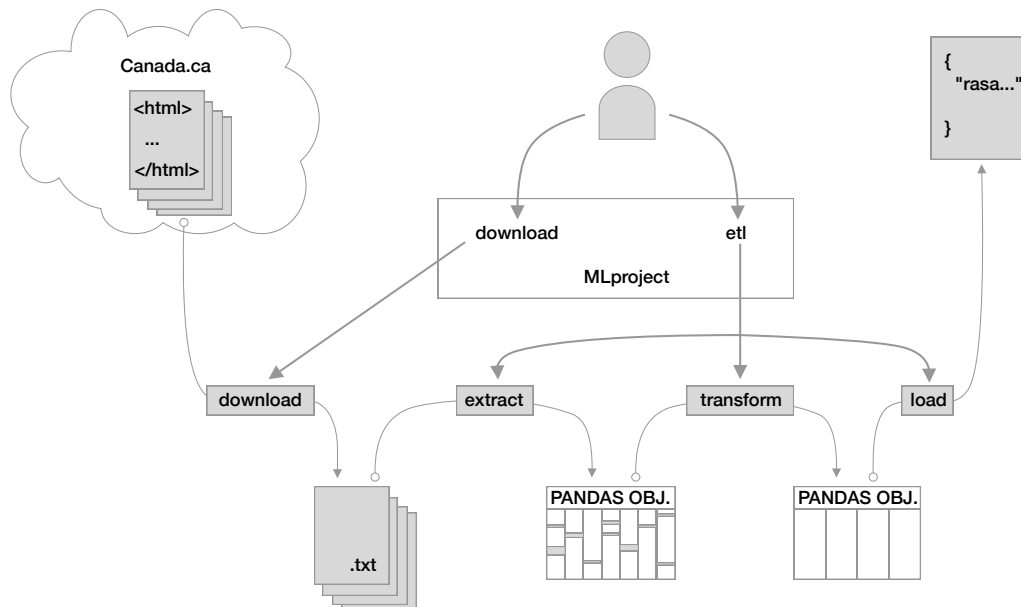 Canada.ca
<html>
...
</html>
{
"rasa..."
}
download
etl
MLproject
download
extract
transform
load
.txt
PANDAS OBJ.
PANDAS OBJ.